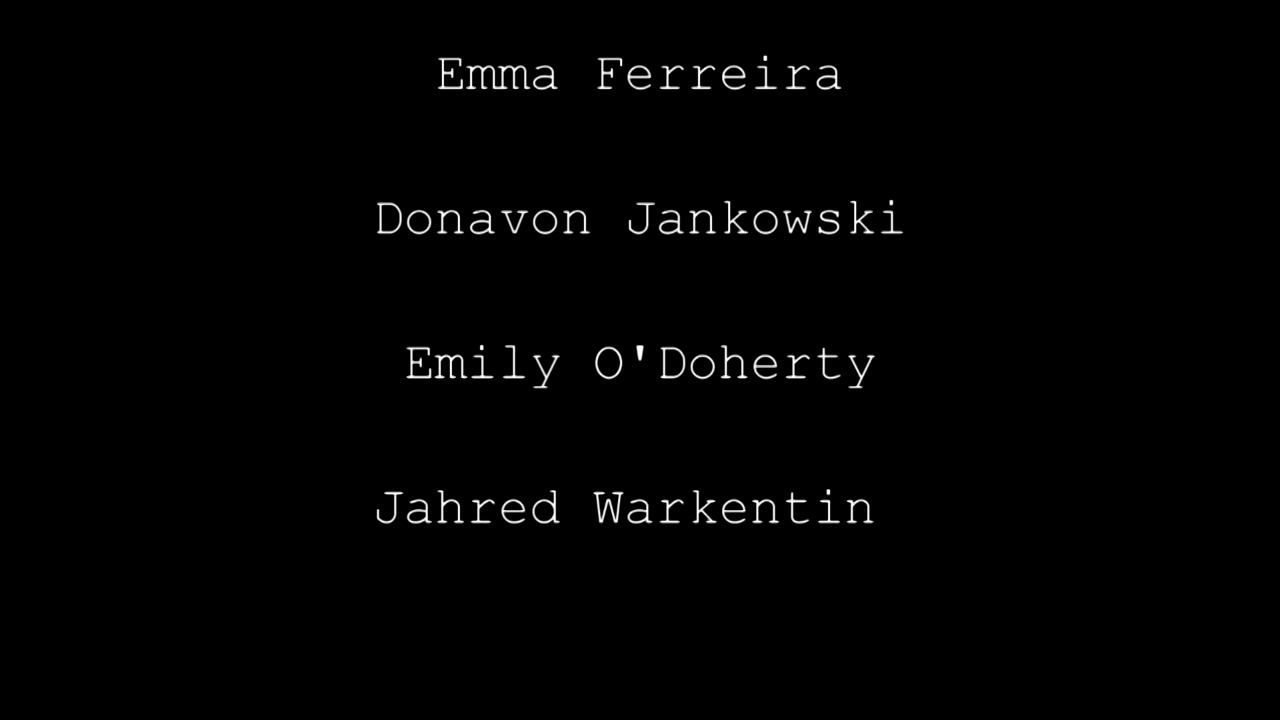 Emma Ferreira
Donavon Jankowski
Emily O'Doherty
Jahred Warkentin